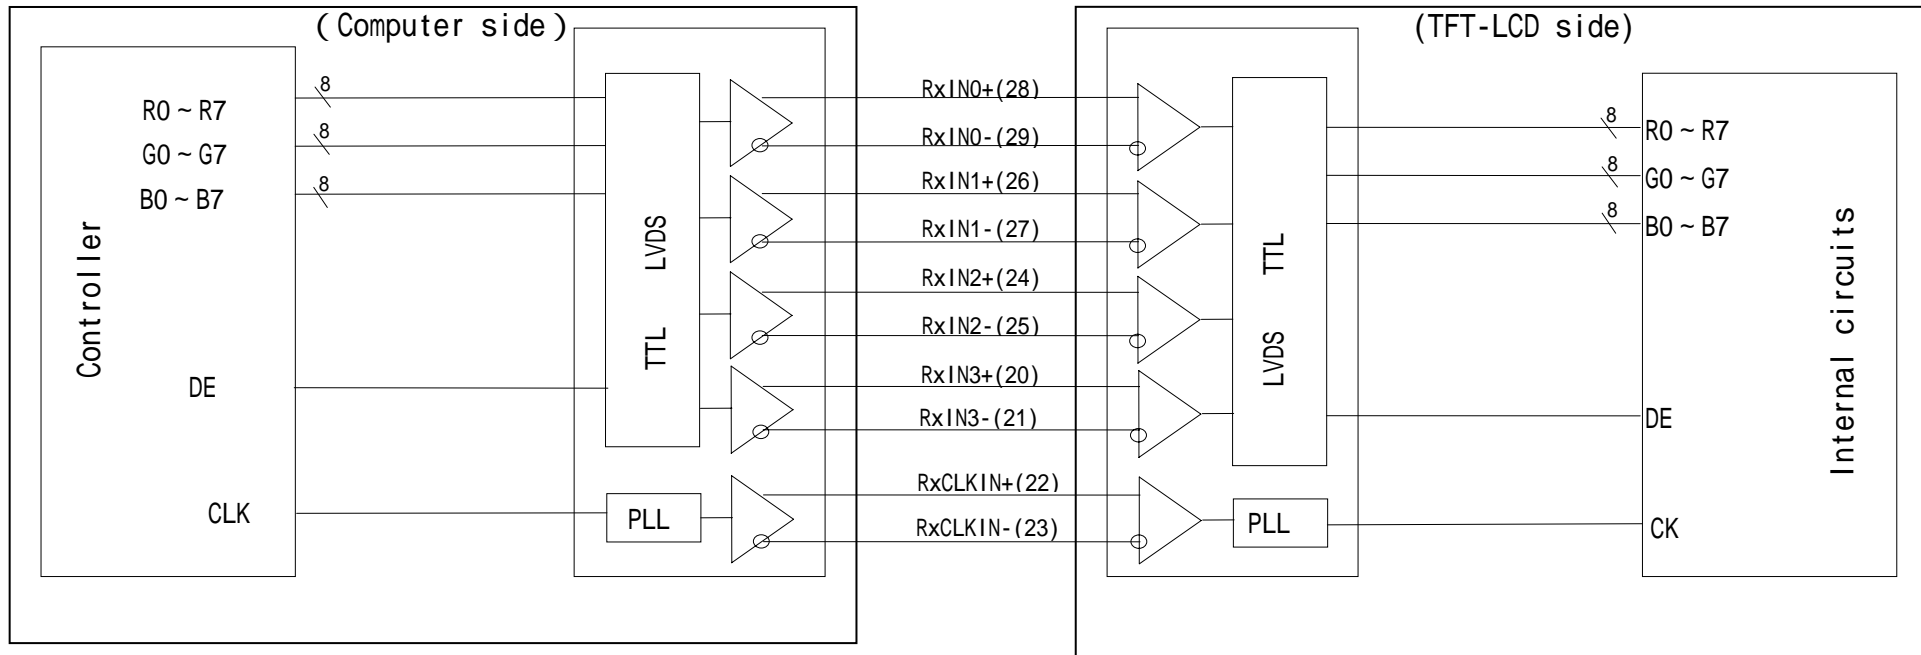 (Computer side)
(TFT-LCD side)
Controller
R0 ~ R7
G0 ~ G7
B0 ~ B7
DE
CLK
8
8
8
TTL LVDS
PLL
RxIN0+(28)
RxIN0-(29)
RxIN1+(26)
RxIN1-(27)
RxIN2+(24)
RxIN2-(25)
RxIN3+(20)
RxIN3-(21)
RxCLKIN+(22)
RxCLKIN-(23)
LVDS TTL
PLL
8
8
8
R0 ~ R7
G0 ~ G7
B0 ~ B7
DE
CK
Internal circuits